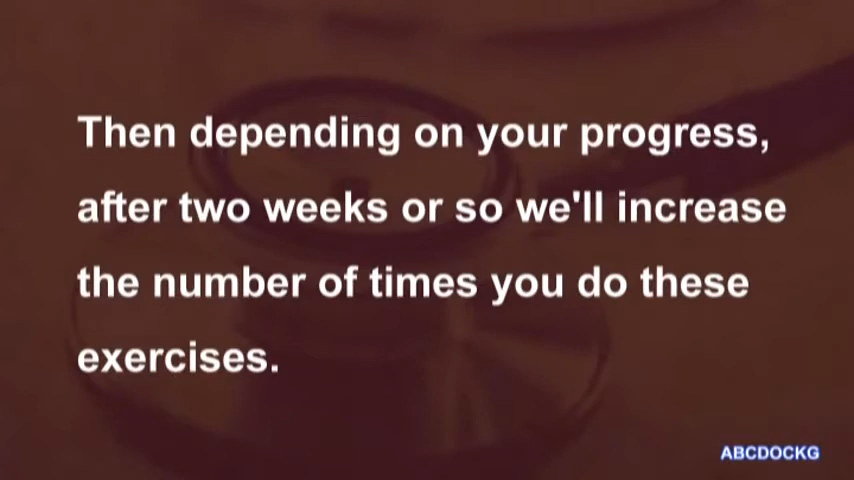 Then depending on your progress,
after two weeks or so we'll increase
the number of times you do these
exercises.
ABCDOCKG